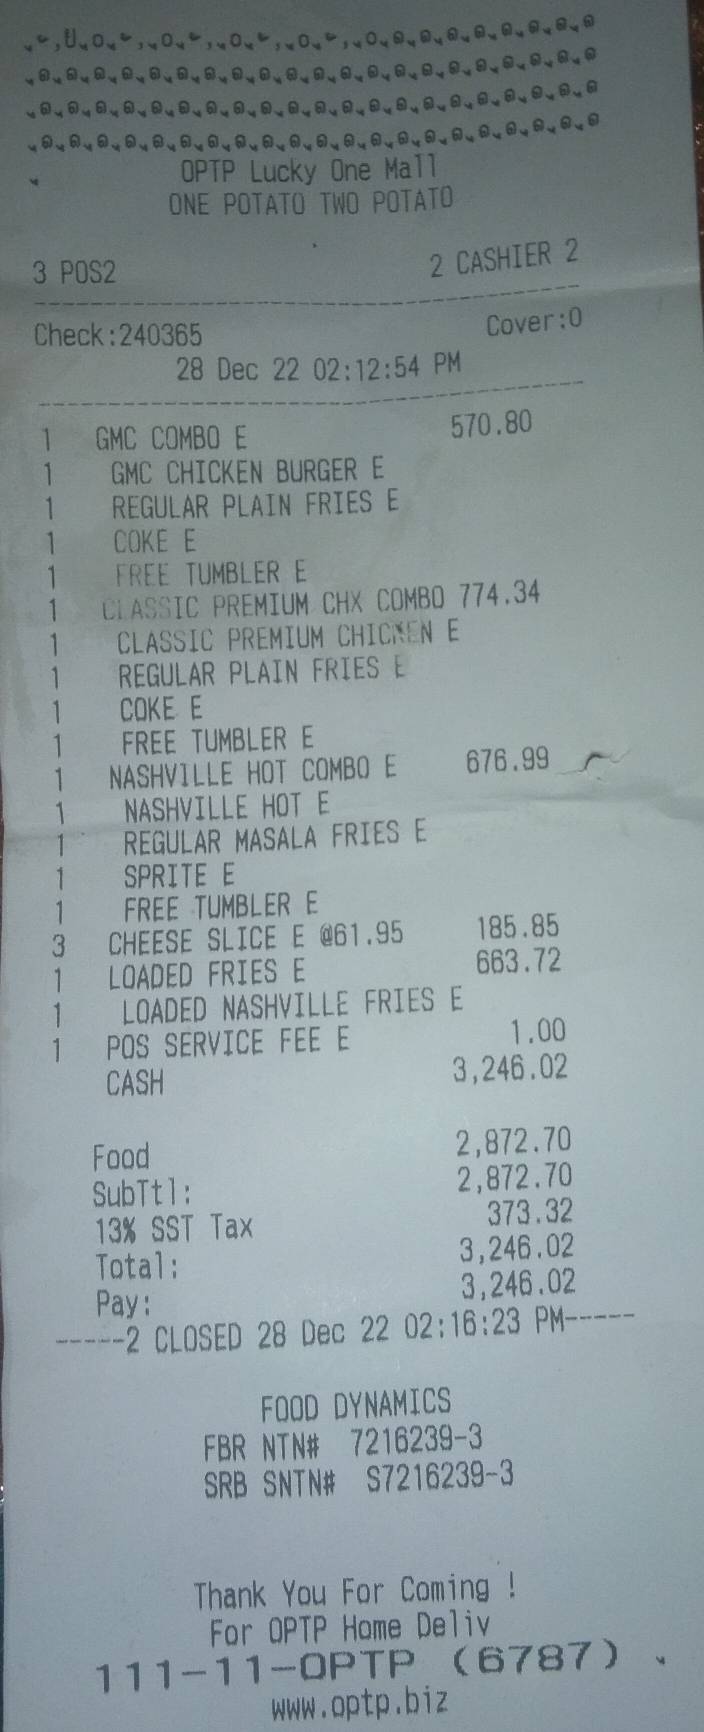 OPTP Lucky One Mall
ONE POTATO TWO POTATO
3 POS2 2 CASHIER 2
Check:240365 Cover:0
28 Dec 22 02:12:54 PM
1 GMC COMBO E 570.80
1 GMC CHICKEN BURGER E
1 REGULAR PLAIN FRIES E
1 COKE E
1 FREE TUMBLER E
1 CLASSIC PREMIUM CHX COMBO 774.34
1 CLASSIC PREMIUM CHICKEN E
1 REGULAR PLAIN FRIES E
1 COKE E
1 FREE TUMBLER E
1 NASHVILLE HOT COMBO E 676.99
1 NASHVILLE HOT E
1 REGULAR MASALA FRIES E
1 SPRITE E
1 FREE TUMBLER E
3 CHEESE SLICE E @61.95 185.85
1 LOADED FRIES E 663.72
1 LOADED NASHVILLE FRIES E
1 POS SERVICE FEE E 1.00
CASH 3,246.02
Food 2,872.70
SubTtl: 2,872.70
13% SST Tax 373.32
Total: 3,246.02
Pay: 3,246.02
-----2 CLOSED 28 Dec 22 02:16:23 PM-----
FOOD DYNAMICS
FBR NTN# 7216239-3
SRB SNTN# S7216239-3
Thank You For Coming !
For OPTP Home Deliv
111-11-OPTP (6787)
www.optp.biz